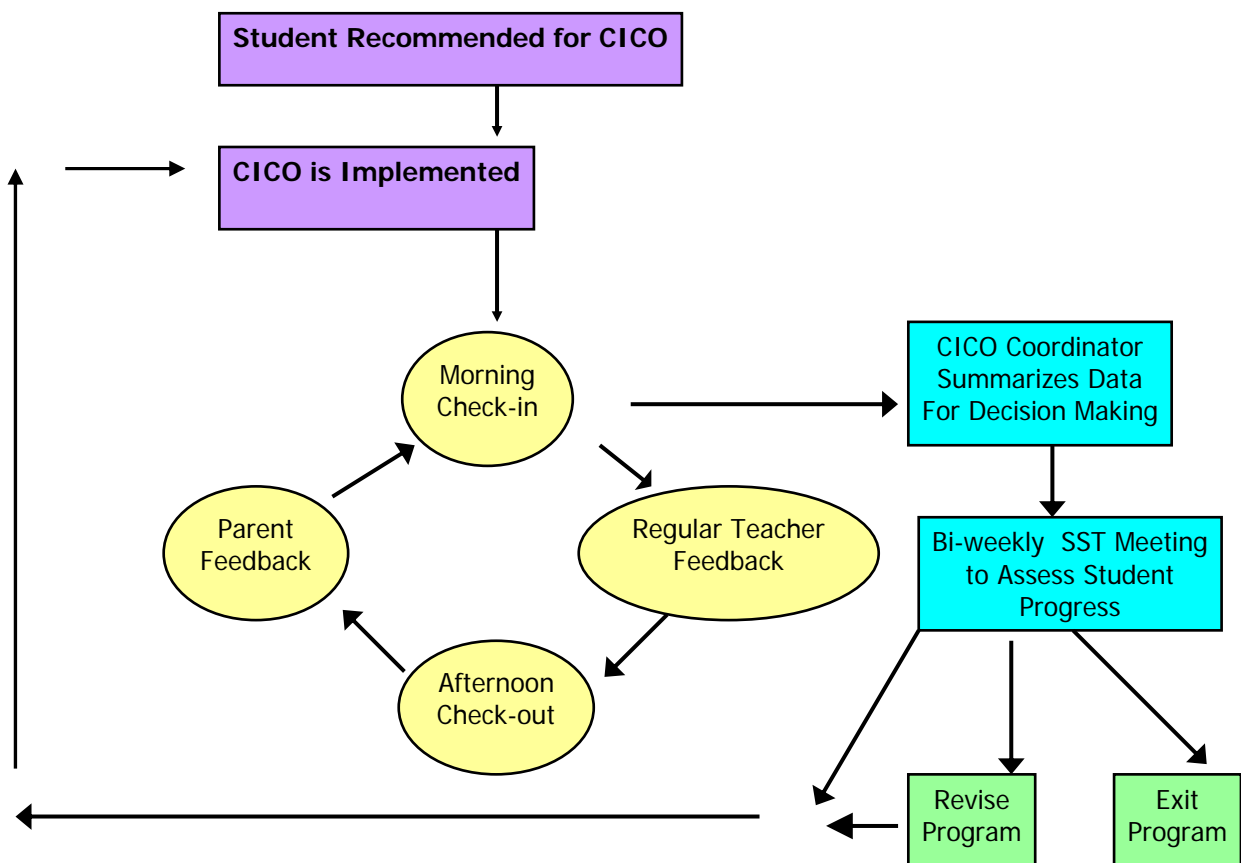 Student Recommended for CICO
CICO is Implemented
Morning
Check-in
CICO Coordinator
Summarizes Data
For Decision Making
Parent
Feedback
Regular Teacher
Feedback
Bi-weekly SST Meeting
to Assess Student
Progress
Afternoon
Check-out
Revise
Program
Exit
Program